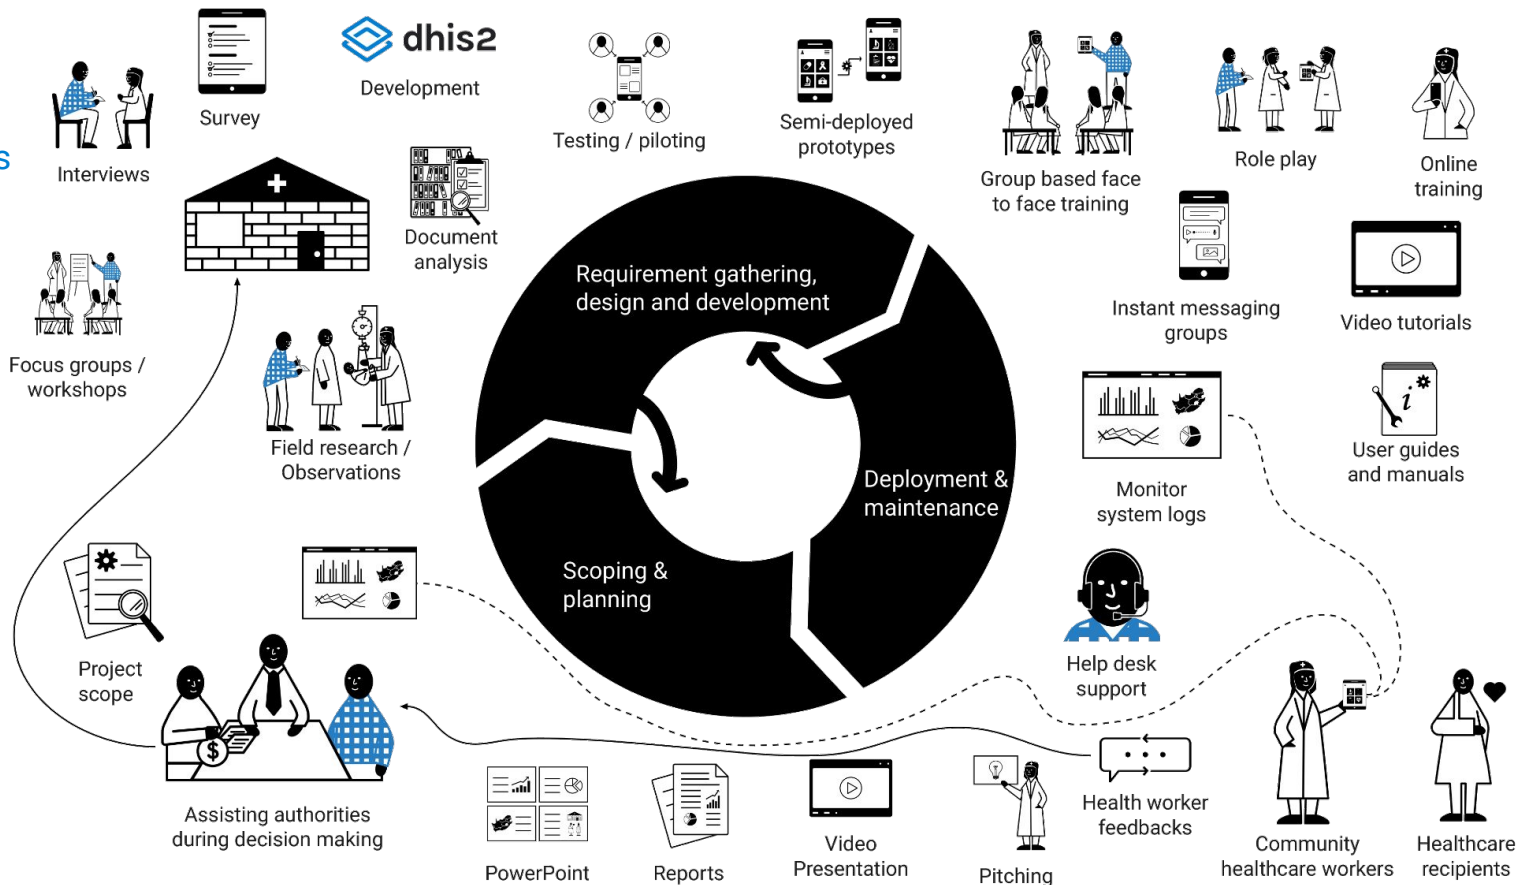 dhis2
Development
Survey
Interviews
s
Testing / piloting
Semi-deployed
prototypes
Group based face
to face training
Role play
Online
training
Document
analysis
Focus groups /
workshops
Field research /
Observations
Requirement gathering,
design and development
Instant messaging
groups
Video tutorials
User guides
and manuals
Monitor
system logs
Deployment &
maintenance
Scoping &
planning
Project
scope
$
Assisting authorities
during decision making
Help desk
support
PowerPoint
Reports
Video
Presentation
Pitching
Health worker
feedbacks
Community
healthcare workers
Healthcare
recipients